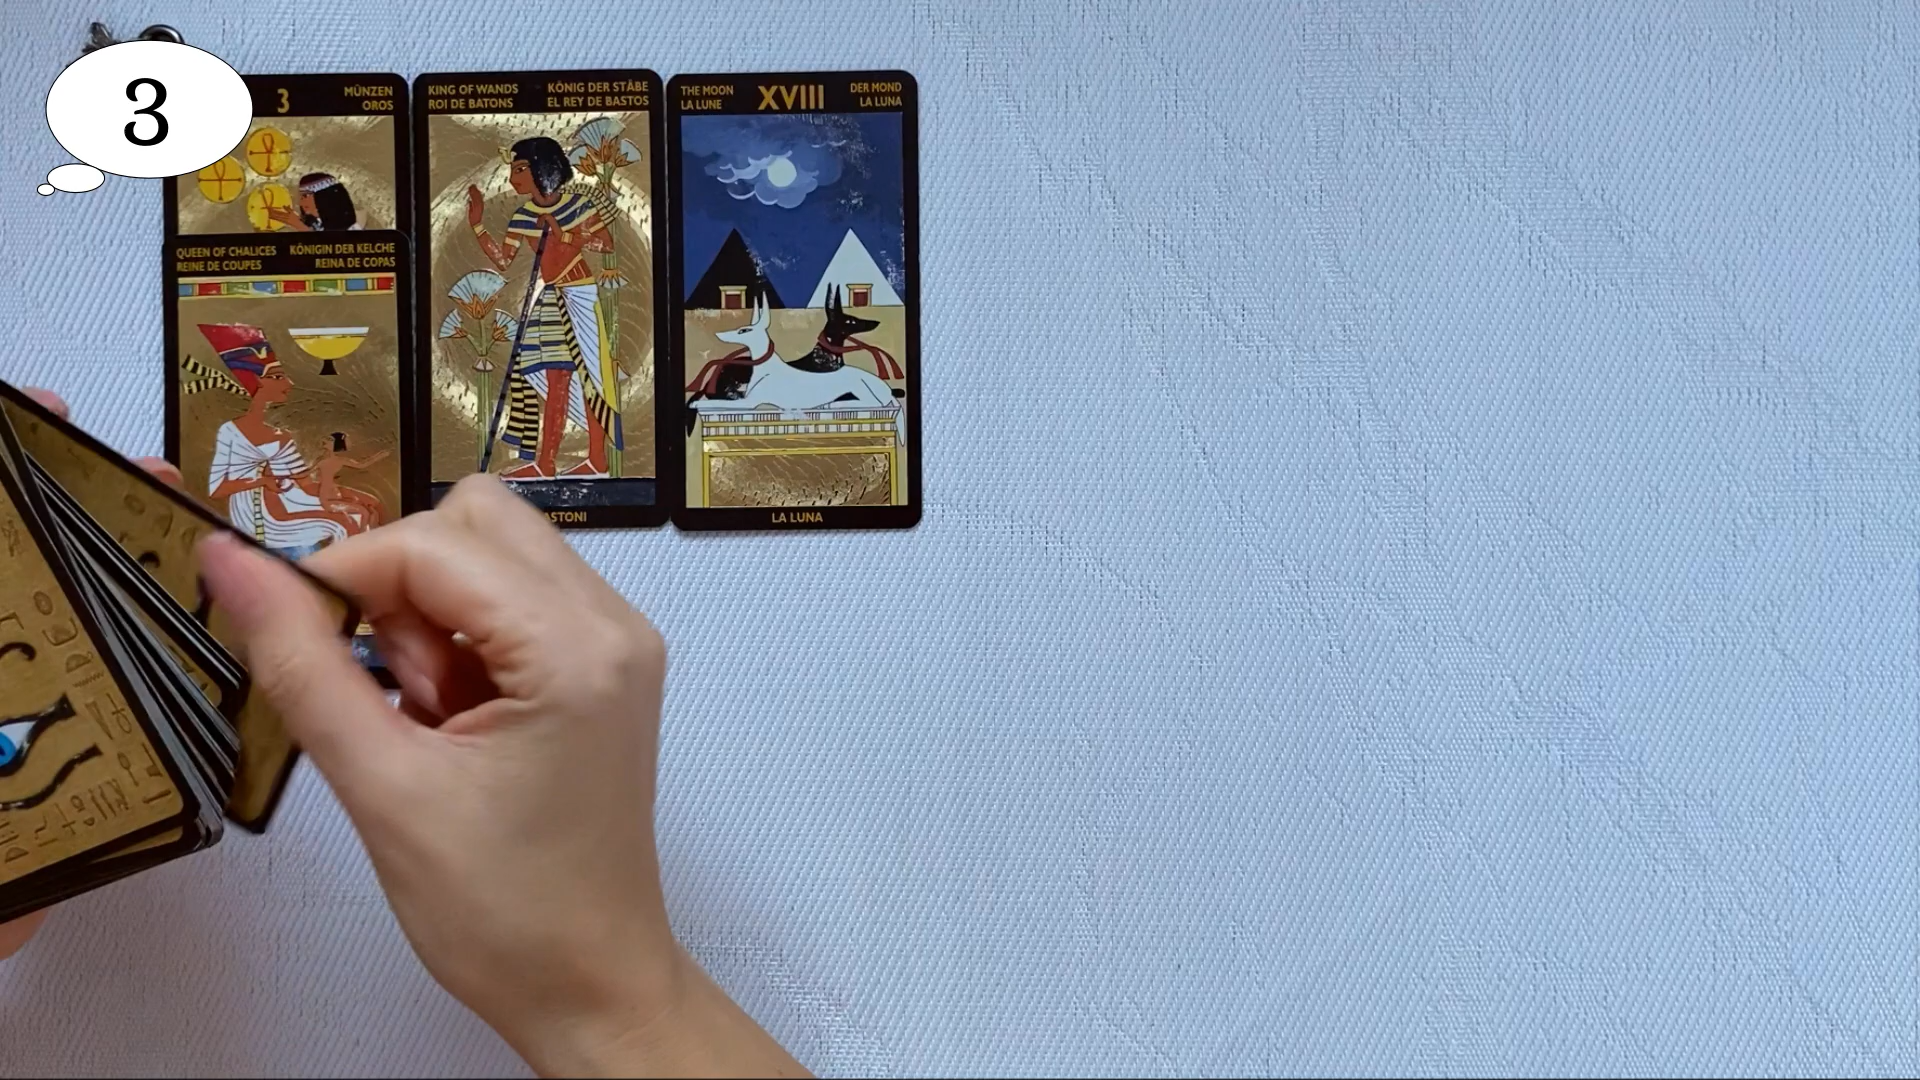 3
3
MÜNZEN
OROS
KING OF WANDS
ROI DE BATONS
KÖNIG DER STÄBE
EL REY DE BASTOS
THE MOON
LA LUNE
XVIII
DER MOND
LA LUNA
QUEEN OF CHALICES
REINE DE COUPES
KÖNIGIN DER KELCHE
REINA DE COPAS
ASTONI
LA LUNA